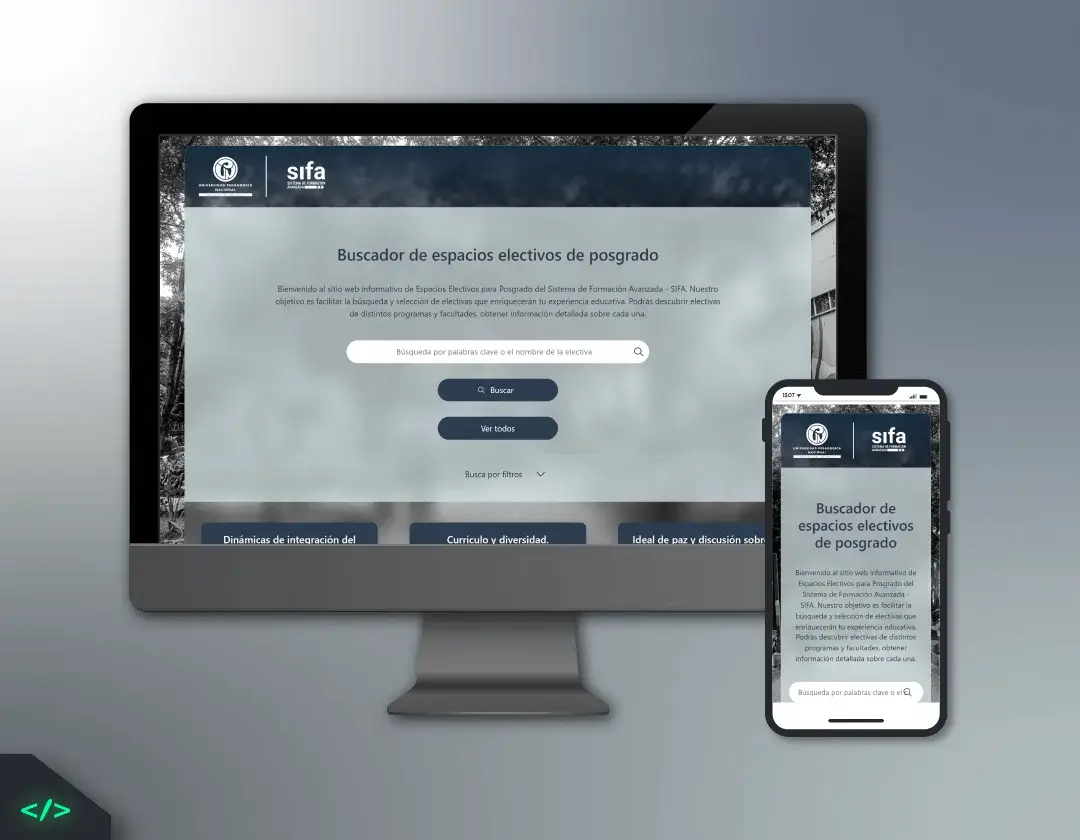 UNIVERSIDAD PEDAGÓGICA
NACIONAL
sıfa
SISTEMA DE FORMACIÓN
AVANZADA
Buscador de espacios electivos de posgrado
Bienvenido al sitio web informativo de Espacios Electivos para Posgrado del Sistema de Formación Avanzada - SIFA. Nuestro
objetivo es facilitar la búsqueda y selección de electivas que enriquecerán tu experiencia educativa. Podrás descubrir electivas
de distintos programas y facultades, obtener información detallada sobre cada una.
Búsqueda por palabras clave o el nombre de la electiva
Buscar
Ver todos
Busca por filtros
Dinámicas de integración del
Currículo y diversidad.
Ideal de paz y discusión sobre
13:07
UNIVERSIDAD PEDAGÓGICA
NACIONAL
sıfa
SISTEMA DE FORMACIÓN
AVANZADA
Buscador de
espacios electivos
de posgrado
Bienvenido al sitio web informativo de
Espacios Electivos para Posgrado del
Sistema de Formación Avanzada -
SIFA. Nuestro objetivo es facilitar la
búsqueda y selección de electivas que
enriquecerán tu experiencia educativa.
Podrás descubrir electivas de distintos
programas y facultades, obtener
información detallada sobre cada una.
Búsqueda por palabras clave o el
</>